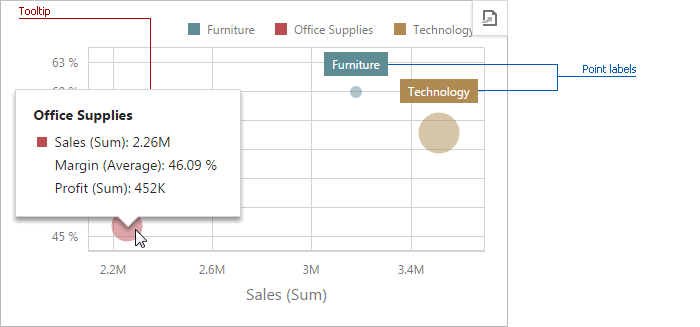 Tooltip
Furniture Office Supplies Technology
63 %
Furniture
Point labels
Technology
Office Supplies
Sales (Sum): 2.26M
Margin (Average): 46.09 %
Profit (Sum): 452K
45 %
2.2M 2.6M 3M 3.4M
Sales (Sum)